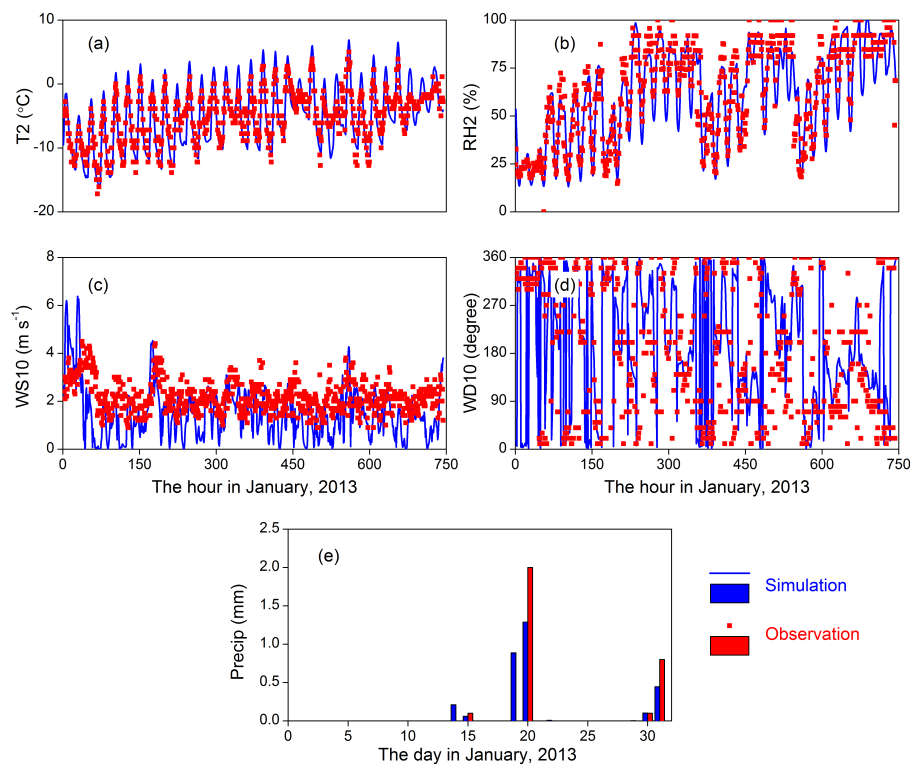 10
0
-10
-20
T2 (°C)
(a)
100
75
50
25
0
RH2 (%)
(b)
8
6
4
2
0
WS10 (m s⁻¹)
(c)
0 150 300 450 600 750
The hour in January, 2013
360
270
180
90
0
WD10 (degree)
(d)
0 150 300 450 600 750
The hour in January, 2013
2.5
2.0
1.5
1.0
0.5
0.0
Precip (mm)
(e)
0 5 10 15 20 25 30
The day in January, 2013
Simulation
Observation